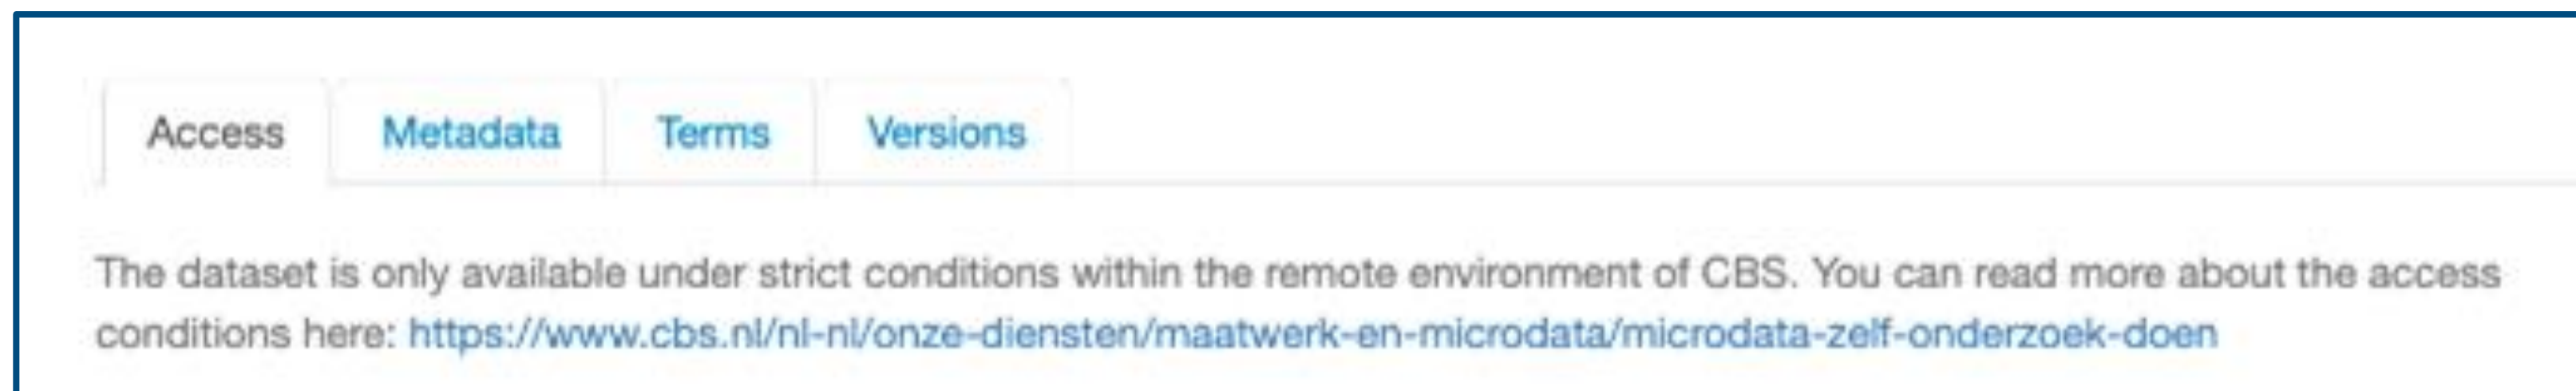 Access Metadata Terms Versions
The dataset is only available under strict conditions within the remote environment of CBS. You can read more about the access
conditions here: https://www.cbs.nl/nl-nl/onze-diensten/maatwerk-en-microdata/microdata-zelf-onderzoek-doen